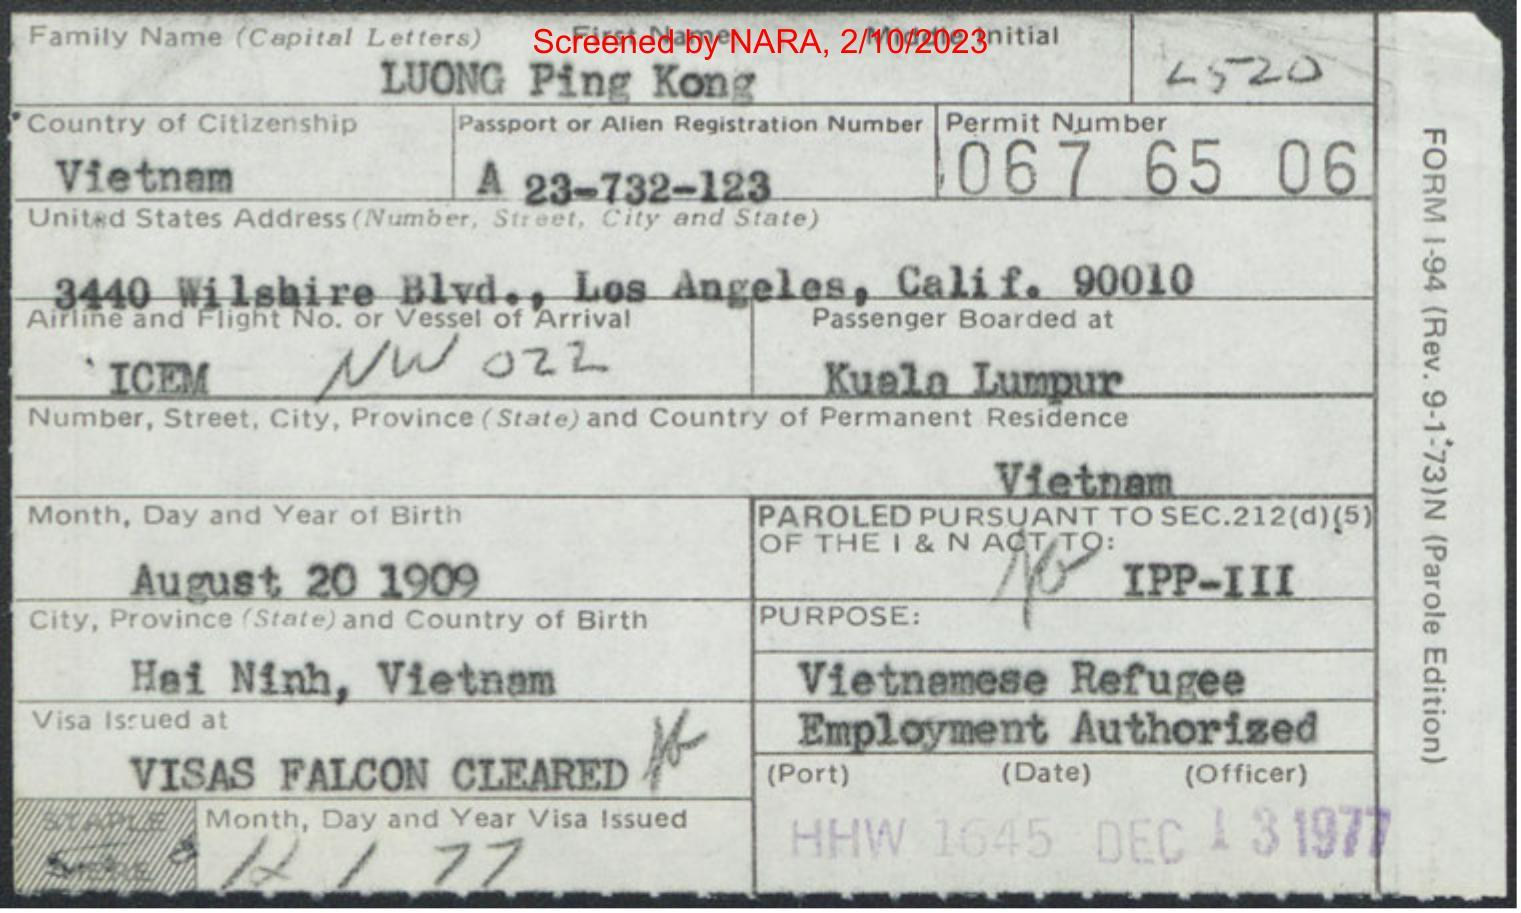 Screened by NARA, 2/10/2023
Family Name (Capital Letters) First Name Middle Initial
LUONG Ping Kong
L520
Country of Citizenship
Vietnam
Passport or Alien Registration Number
A 23-732-123
Permit Number
067 65 06
United States Address (Number, Street, City and State)
3440 Wilshire Blvd., Los Angeles, Calif. 90010
Airline and Flight No. or Vessel of Arrival
ICEM NW 022
Passenger Boarded at
Kuala Lumpur
Number, Street, City, Province (State) and Country of Permanent Residence
Vietnam
Month, Day and Year of Birth
August 20 1909
PAROLED PURSUANT TO SEC.212(d)(5)
OF THE I & N ACT TO:
IPP-III
City, Province (State) and Country of Birth
Hai Ninh, Vietnam
PURPOSE:
Vietnamese Refugee
Employment Authorized
Visa Issued at
VISAS FALCON CLEARED
(Port) (Date) (Officer)
HHW 1645 DEC 13 1977
STAPLE
HERE
Month, Day and Year Visa Issued
12 1 77
FORM I-94 (Rev. 9-1-73)N (Parole Edition)